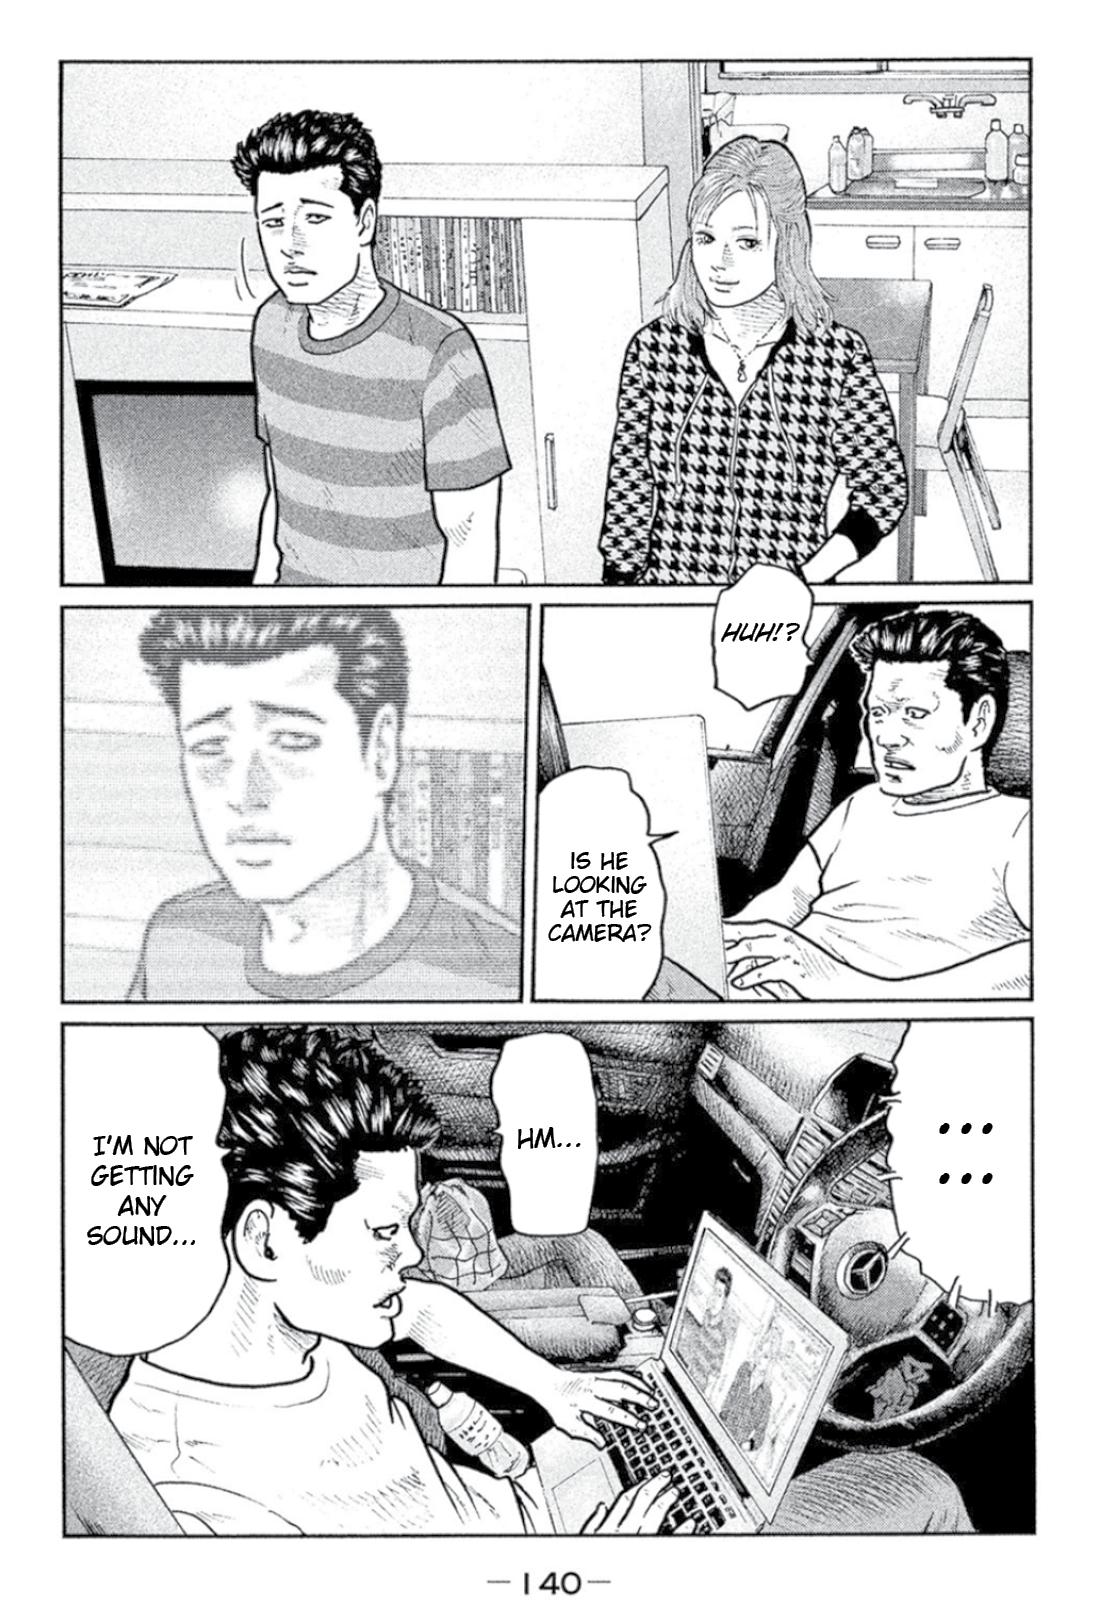 HUH!?
IS HE
LOOKING
AT THE
CAMERA?
...
...
HM...
I'M NOT
GETTING
ANY
SOUND...
—140—